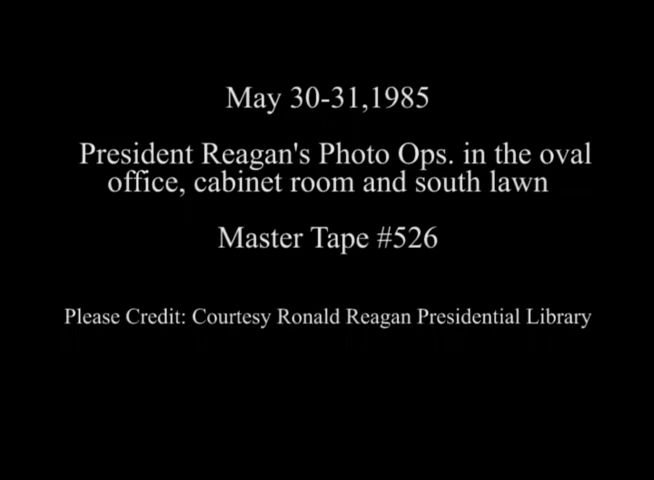 May 30-31,1985
President Reagan's Photo Ops. in the oval
office, cabinet room and south lawn
Master Tape #526
Please Credit: Courtesy Ronald Reagan Presidential Library